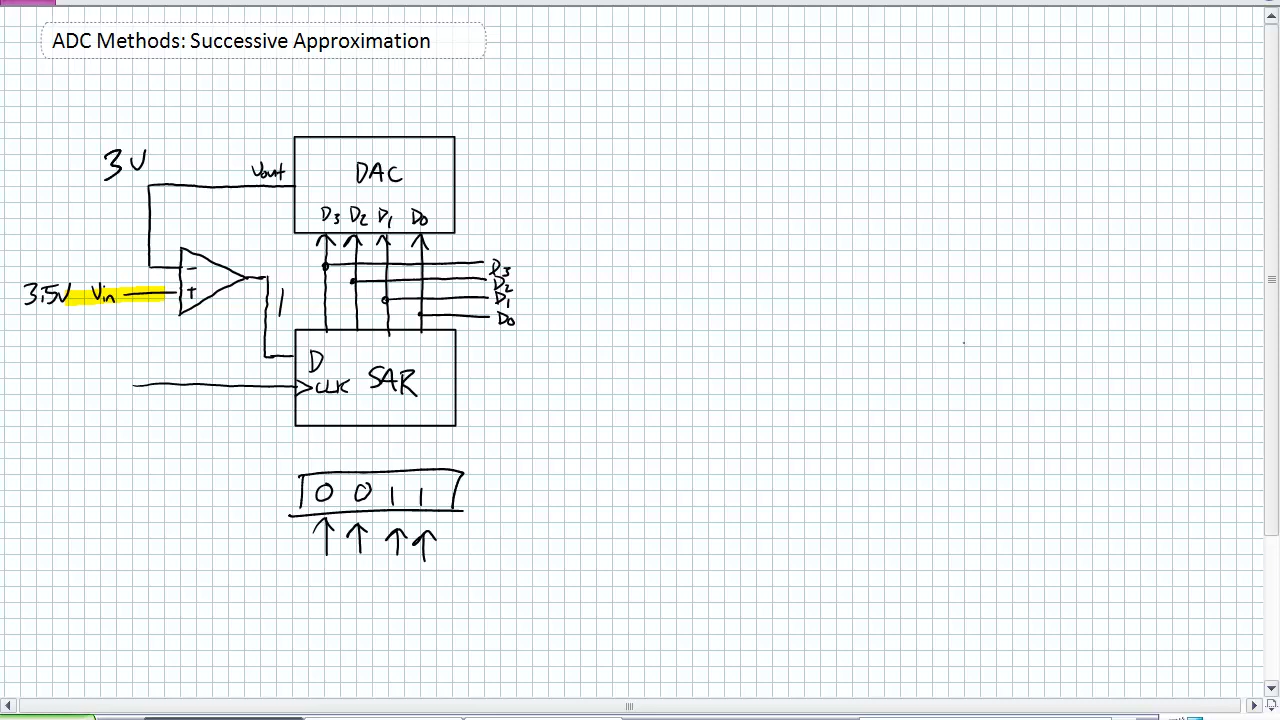 ADC Methods: Successive Approximation
3V
Vout
DAC
D3 D2 D1 D0
−
3.5V Vin +
1
D3
D2
D1
D0
D
CLK SAR
0 0 1 1